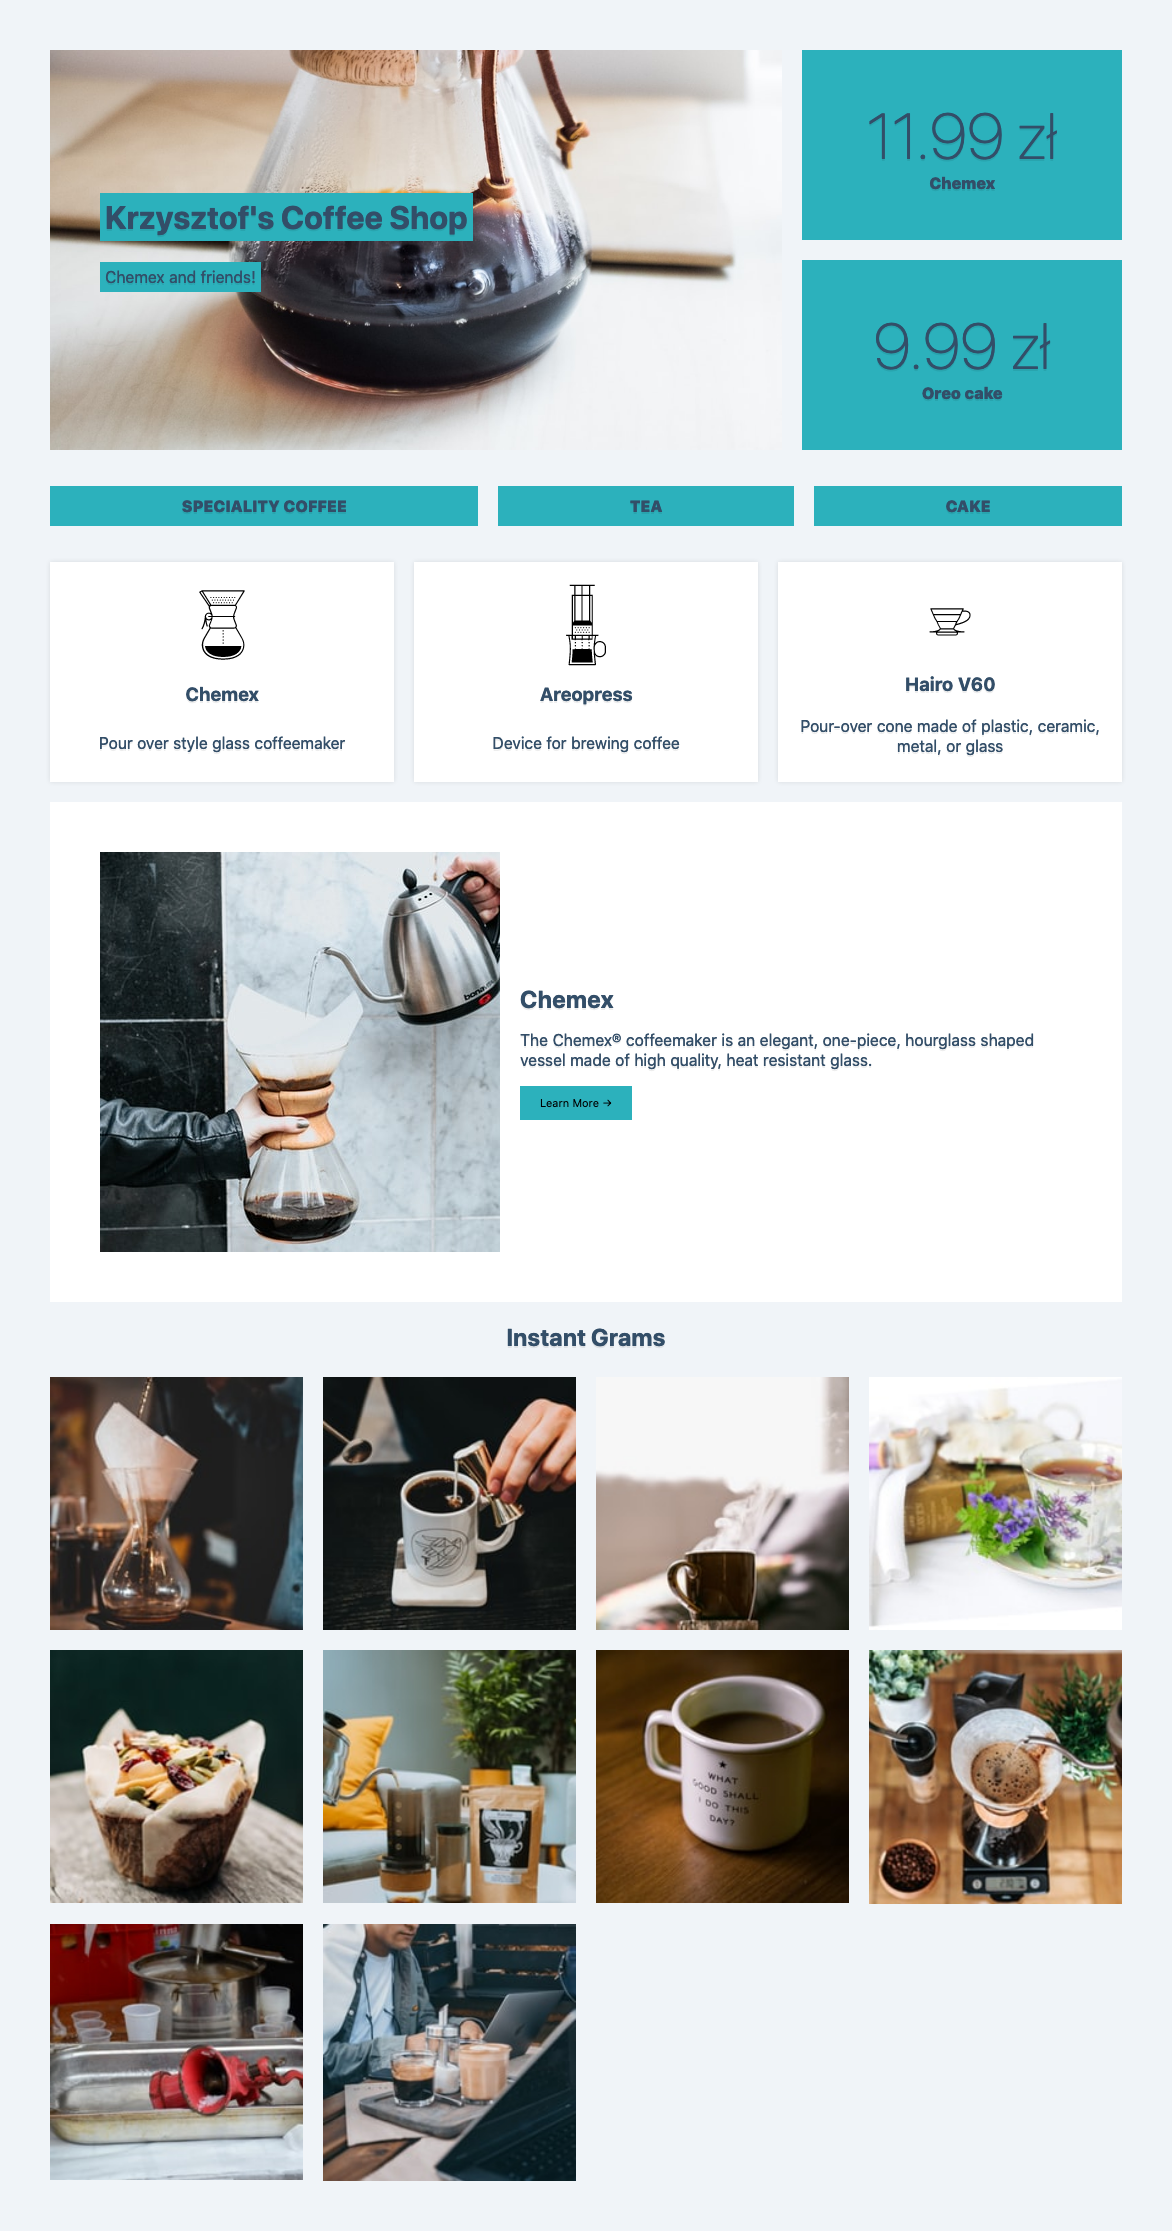 Krzysztof's Coffee Shop
Chemex and friends!
11.99 zł
Chemex
9.99 zł
Oreo cake
SPECIALITY COFFEE
TEA
CAKE
Chemex
Pour over style glass coffeemaker
Areopress
Device for brewing coffee
Hairo V60
Pour-over cone made of plastic, ceramic,
metal, or glass
Chemex
The Chemex® coffeemaker is an elegant, one-piece, hourglass shaped
vessel made of high quality, heat resistant glass.
Learn More →
Instant Grams
WHAT
GOOD SHALL
I DO THIS
DAY?